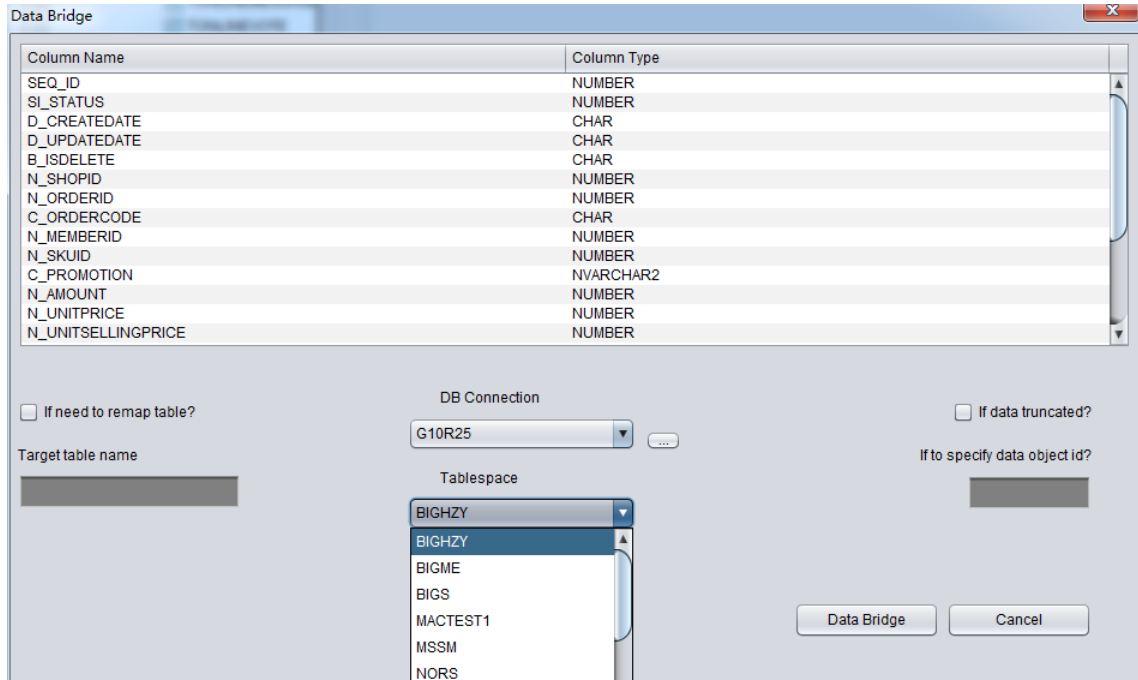 Data Bridge
Column Name Column Type
SEQ_ID NUMBER
SI_STATUS NUMBER
D_CREATEDATE CHAR
D_UPDATEDATE CHAR
B_ISDELETE CHAR
N_SHOPID NUMBER
N_ORDERID NUMBER
C_ORDERCODE CHAR
N_MEMBERID NUMBER
N_SKUID NUMBER
C_PROMOTION NVARCHAR2
N_AMOUNT NUMBER
N_UNITPRICE NUMBER
N_UNITSELLINGPRICE NUMBER
DB Connection
If need to remap table? If data truncated?
G10R25 ...
Target table name If to specify data object id?
Tablespace
BIGHZY
BIGHZY
BIGME
BIGS
MACTEST1
Data Bridge Cancel
MSSM
NORS